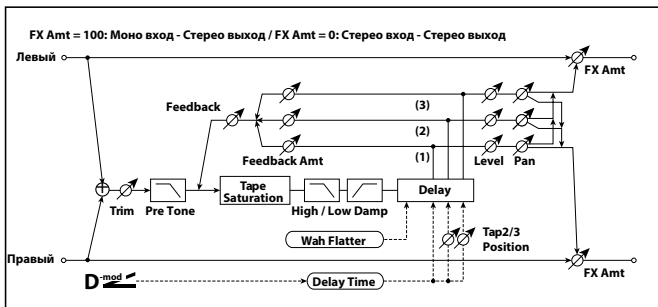 FX Amt = 100: Моно вход - Стерео выход / FX Amt = 0: Стерео вход - Стерео выход
Левый
FX Amt
Feedback
(3)
(2)
Feedback Amt
(1)
Level
Pan
Trim
Pre Tone
Tape
Saturation
High / Low Damp
Delay
Wah Flatter
Tap2/3
Position
Правый
FX Amt
D-mod
Delay Time